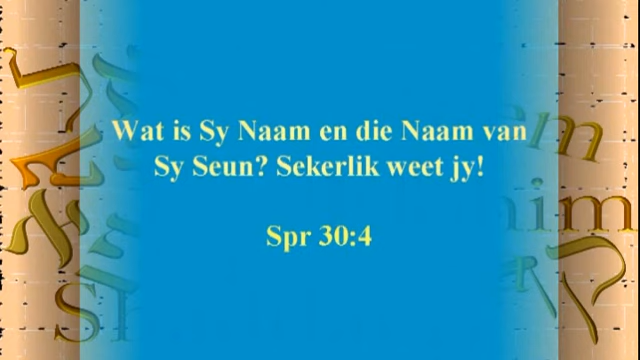 Wat is Sy Naam en die Naam van
Sy Seun? Sekerlik weet jy!
Spr 30:4